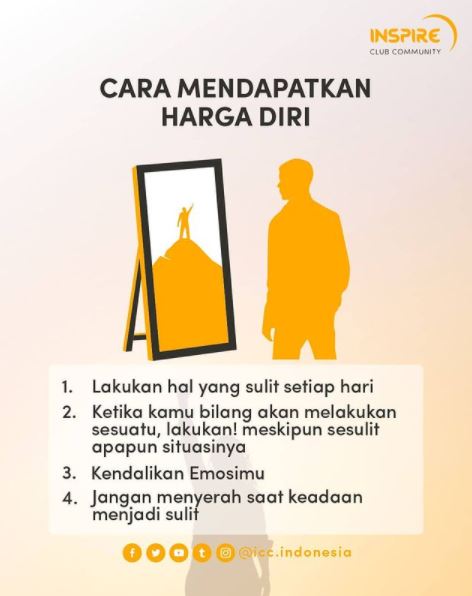 INSPIRE
CLUB COMMUNITY
CARA MENDAPATKAN
HARGA DIRI
1. Lakukan hal yang sulit setiap hari
2. Ketika kamu bilang akan melakukan
sesuatu, lakukan! meskipun sesulit
apapun situasinya
3. Kendalikan Emosimu
4. Jangan menyerah saat keadaan
menjadi sulit
@icc.indonesia